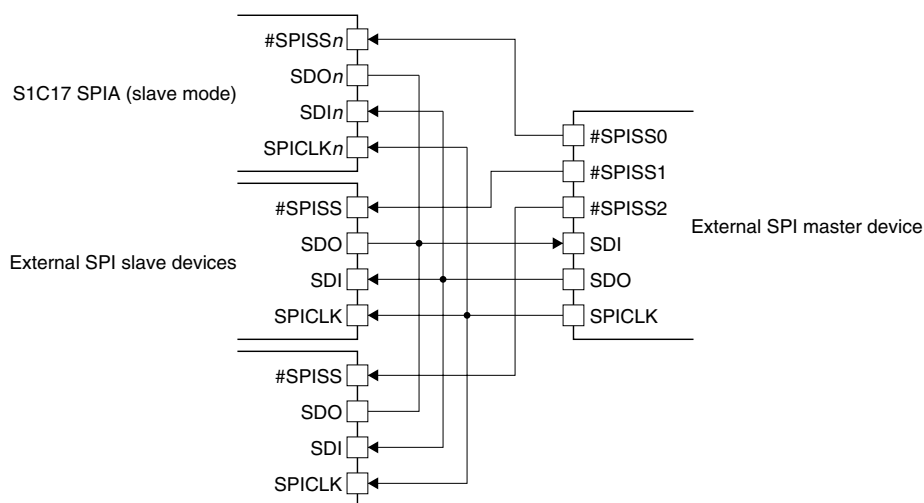 #SPISSn
SDOn
S1C17 SPIA (slave mode)
SDIn
SPICLKn
#SPISS
SDO
External SPI slave devices
SDI
SPICLK
#SPISS
SDO
SDI
SPICLK
#SPISS0
#SPISS1
#SPISS2
External SPI master device
SDI
SDO
SPICLK